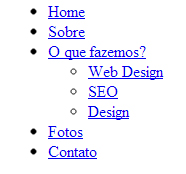 Home
Sobre
O que fazemos?
Web Design
SEO
Design
Fotos
Contato